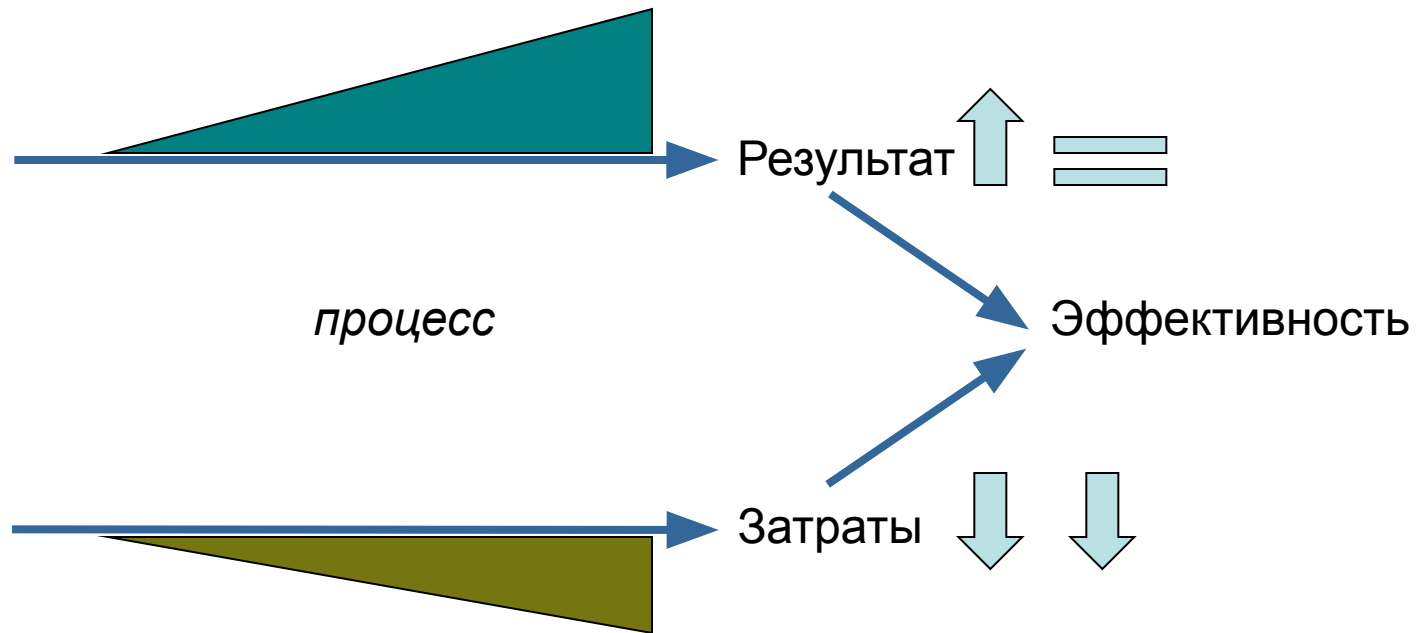 Результат
процесс
Эффективность
Затраты